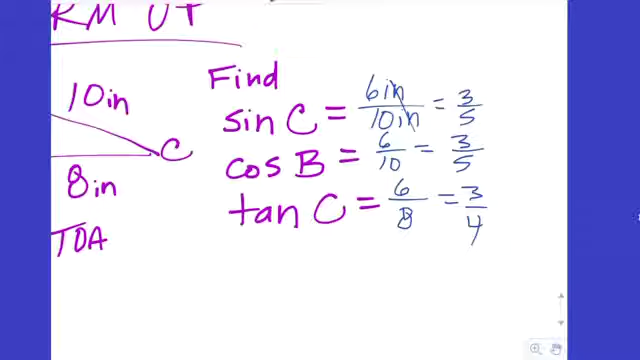 RM UP
Find
10in
sin C = 6in/10in = 3/5
C
cos B = 6/10 = 3/5
8in
tan C = 6/8 = 3/4
TOA